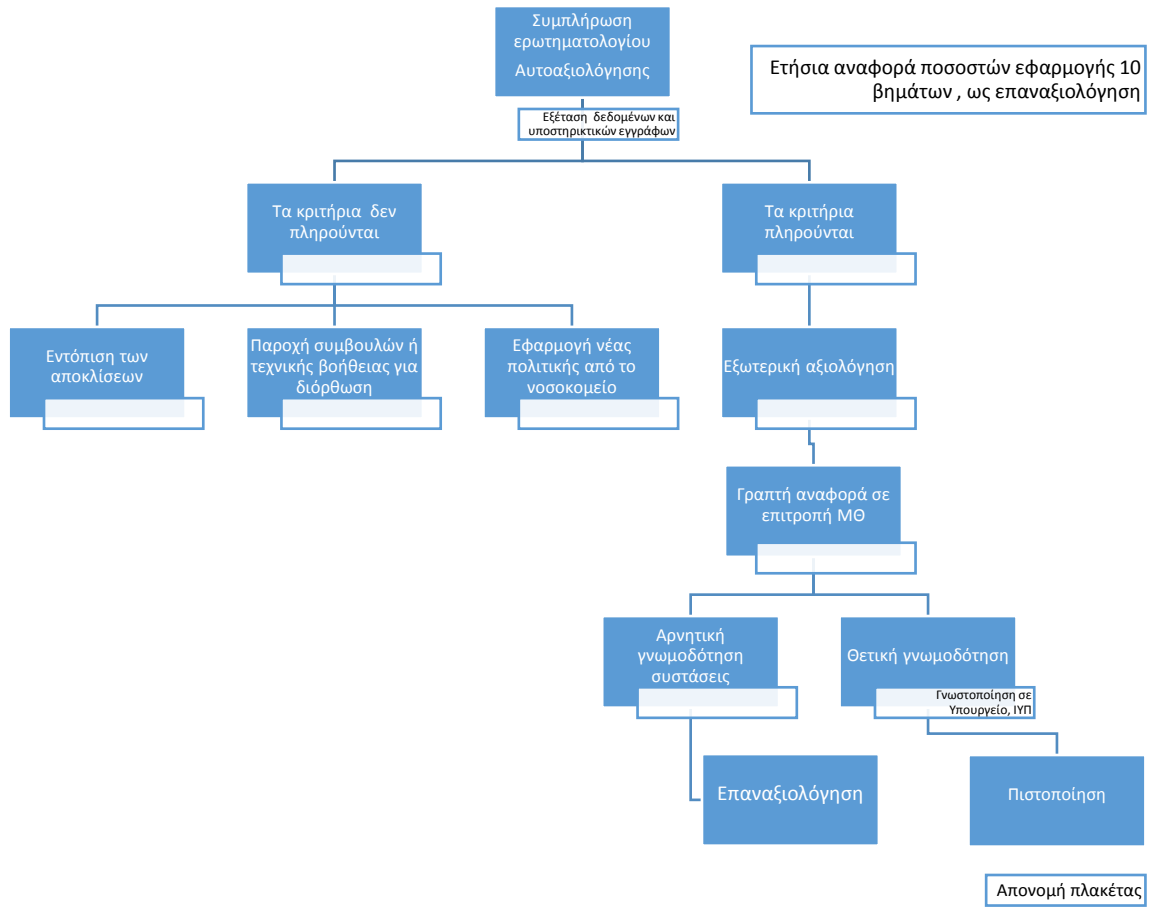 Συμπλήρωση
ερωτηματολογίου
Αυτοαξιολόγησης
Ετήσια αναφορά ποσοστών εφαρμογής 10
βημάτων , ως επαναξιολόγηση
Εξέταση δεδομένων και
υποστηρικτικών εγγράφων
Τα κριτήρια δεν
πληρούνται
Τα κριτήρια
πληρούνται
Εντόπιση των
αποκλίσεων
Παροχή συμβουλών ή
τεχνικής βοήθειας για
διόρθωση
Εφαρμογή νέας
πολιτικής από το
νοσοκομείο
Εξωτερική αξιολόγηση
Γραπτή αναφορά σε
επιτροπή ΜΘ
Αρνητική
γνωμοδότηση
συστάσεις
Θετική γνωμοδότηση
Γνωστοποίηση σε
Υπουργείο, ΙΥΠ
Επαναξιολόγηση
Πιστοποίηση
Απονομή πλακέτας